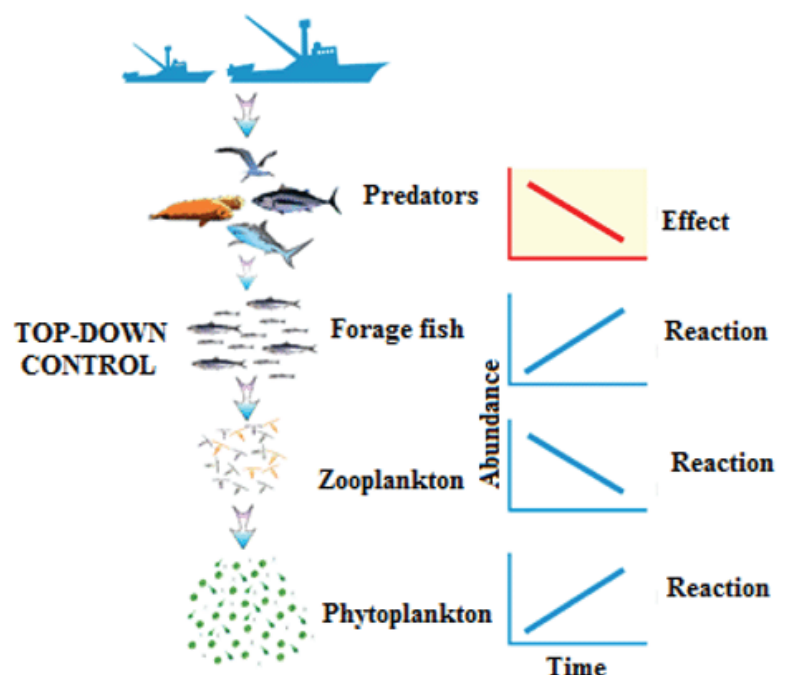 Predators
Effect
TOP-DOWN
CONTROL
Forage fish
Reaction
Abundance
Zooplankton
Reaction
Phytoplankton
Reaction
Time